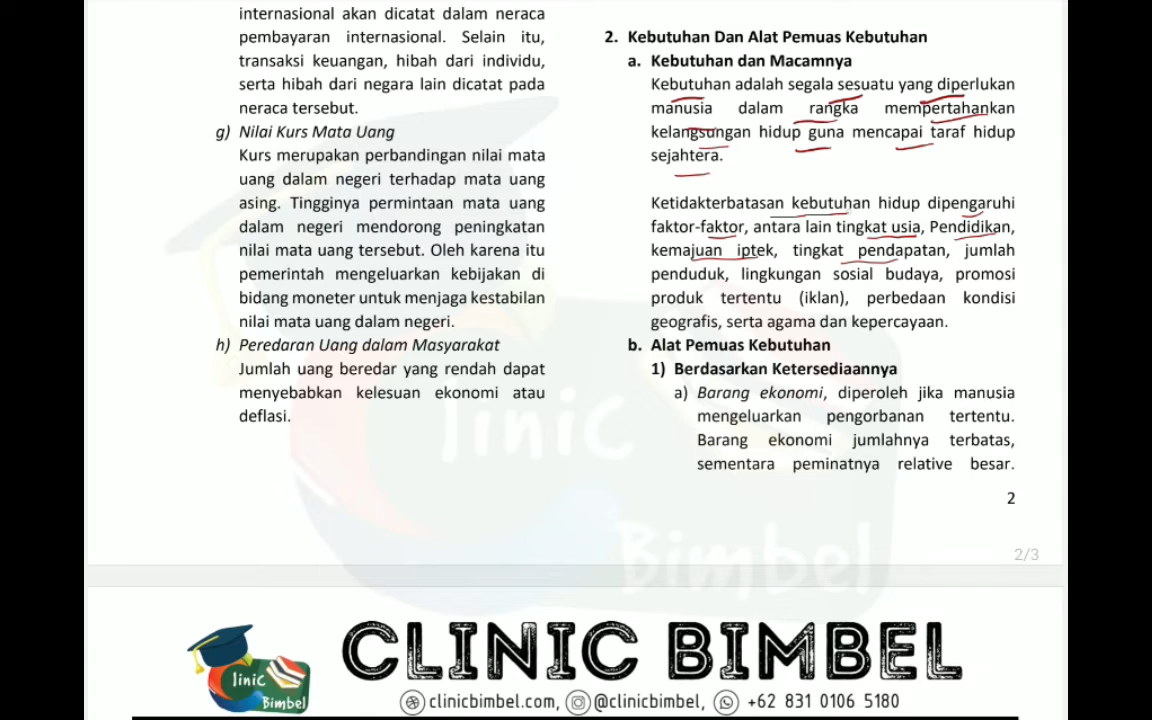 internasional akan dicatat dalam neraca
pembayaran internasional. Selain itu,
transaksi keuangan, hibah dari individu,
serta hibah dari negara lain dicatat pada
neraca tersebut.
g) Nilai Kurs Mata Uang
Kurs merupakan perbandingan nilai mata
uang dalam negeri terhadap mata uang
asing. Tingginya permintaan mata uang
dalam negeri mendorong peningkatan
nilai mata uang tersebut. Oleh karena itu
pemerintah mengeluarkan kebijakan di
bidang moneter untuk menjaga kestabilan
nilai mata uang dalam negeri.
h) Peredaran Uang dalam Masyarakat
Jumlah uang beredar yang rendah dapat
menyebabkan kelesuan ekonomi atau
deflasi.
2. Kebutuhan Dan Alat Pemuas Kebutuhan
a. Kebutuhan dan Macamnya
Kebutuhan adalah segala sesuatu yang diperlukan
manusia dalam rangka mempertahankan
kelangsungan hidup guna mencapai taraf hidup
sejahtera.
Ketidakterbatasan kebutuhan hidup dipengaruhi
faktor-faktor, antara lain tingkat usia, Pendidikan,
kemajuan iptek, tingkat pendapatan, jumlah
penduduk, lingkungan sosial budaya, promosi
produk tertentu (iklan), perbedaan kondisi
geografis, serta agama dan kepercayaan.
b. Alat Pemuas Kebutuhan
1) Berdasarkan Ketersediaannya
a) Barang ekonomi, diperoleh jika manusia
mengeluarkan pengorbanan tertentu.
Barang ekonomi jumlahnya terbatas,
sementara peminatnya relative besar.
2
2/3
linic
Bimbel
linic
Bimbel
CLINIC BIMBEL
clinicbimbel.com, @clinicbimbel, +62 831 0106 5180